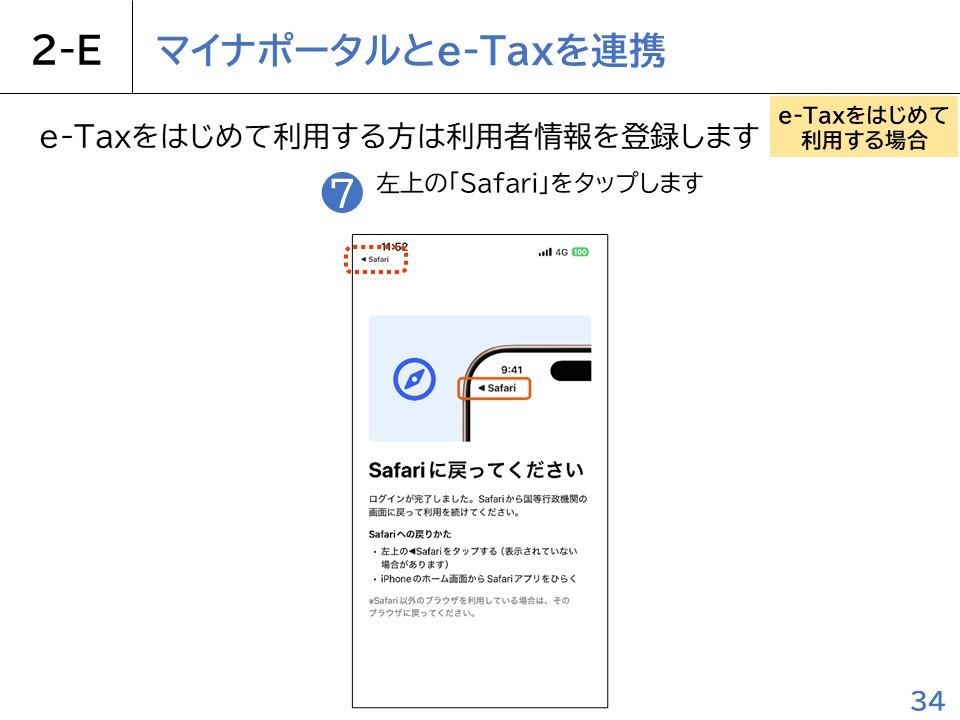 2-E
マイナポータルとe-Taxを連携
e-Taxをはじめて利用する方は利用者情報を登録します
e-Taxをはじめて
利用する場合
❼ 左上の「Safari」をタップします
11:52
◀ Safari
4G 100
9:41
◀ Safari
Safariに戻ってください
ログインが完了しました。Safariから国等行政機関の
画面に戻って利用を続けてください。
Safariへの戻りかた
・左上の◀Safariをタップする（表示されていない
場合があります）
・iPhoneのホーム画面からSafariアプリをひらく
※Safari以外のブラウザを利用している場合は、その
ブラウザに戻ってください。
34